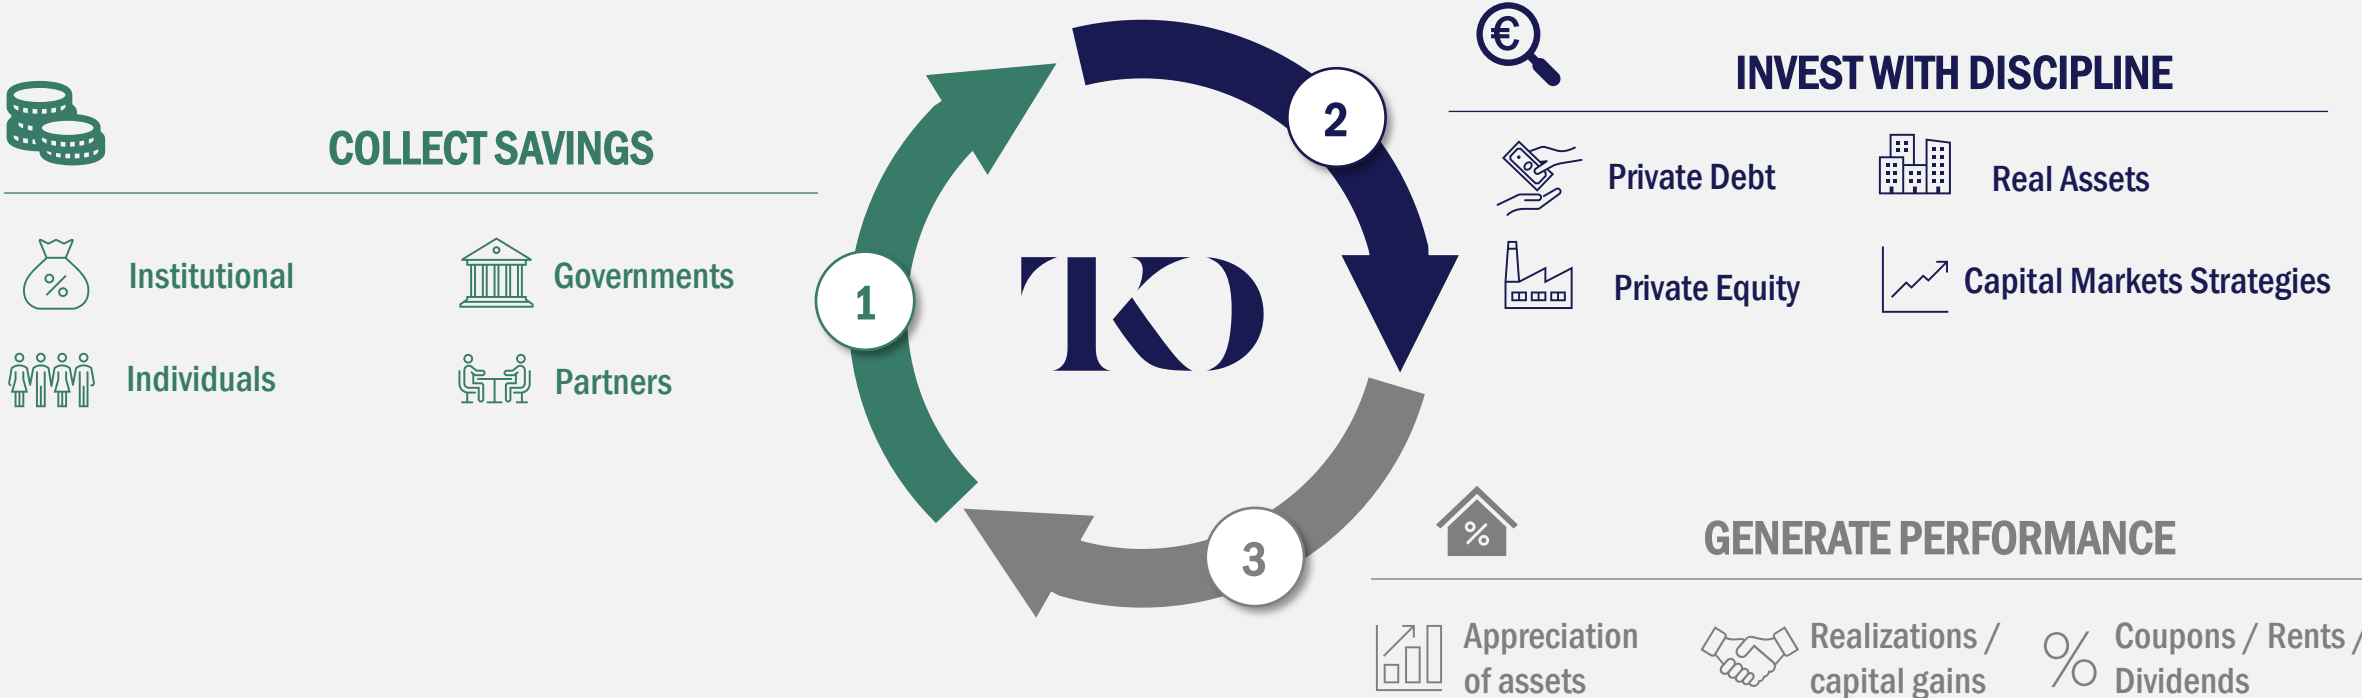 COLLECT SAVINGS
Institutional
Governments
Individuals
Partners
1
TKO
2
€
INVEST WITH DISCIPLINE
Private Debt
Real Assets
Private Equity
Capital Markets Strategies
3
%
GENERATE PERFORMANCE
Appreciation
of assets
Realizations /
capital gains
%
Coupons / Rents /
Dividends